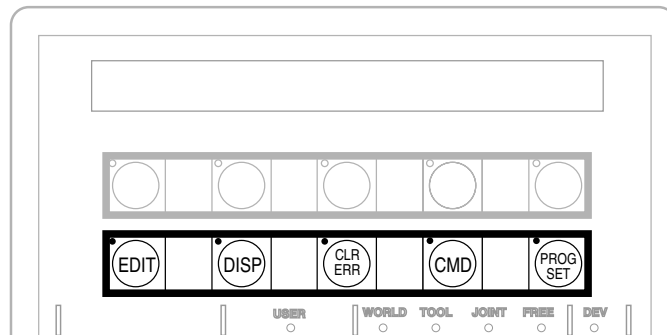 EDIT DISP CLR ERR CMD PROG SET
USER WORLD TOOL JOINT FREE DEV